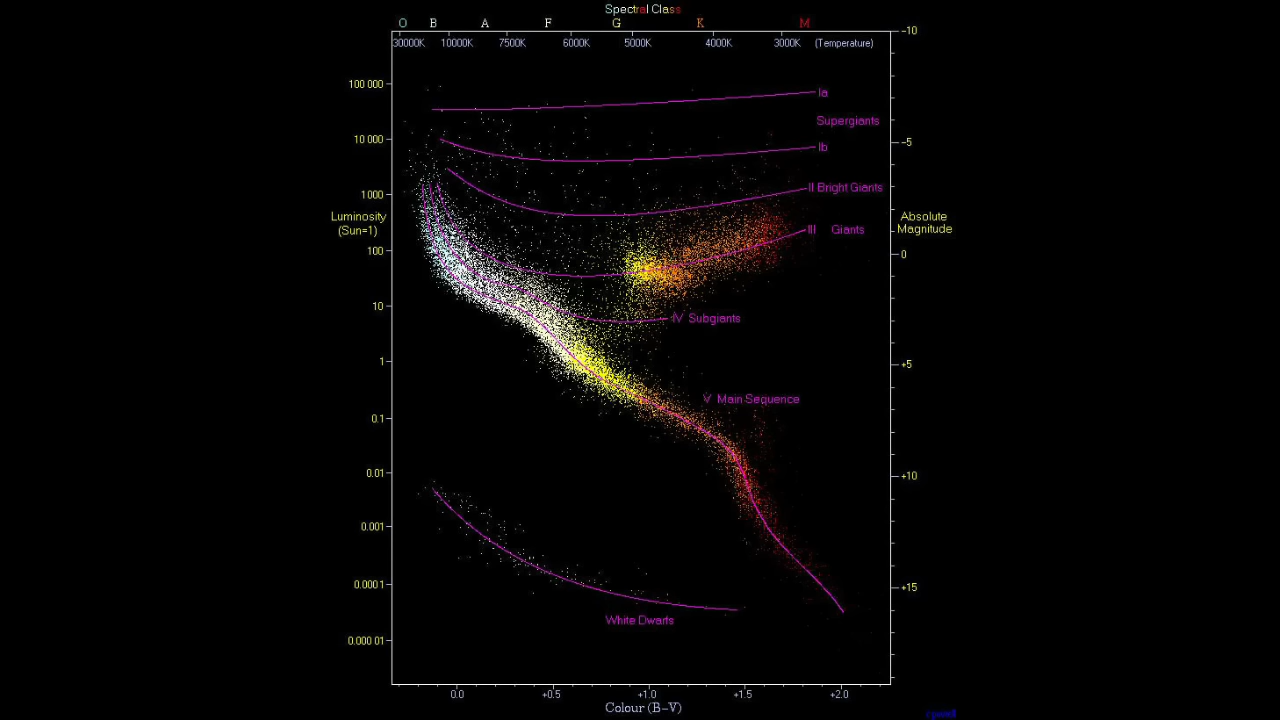 Spectral Class
O B A F G K M
30000K 10000K 7500K 6000K 5000K 4000K 3000K (Temperature)
-10
100 000
Ia
Supergiants
10 000
-5
Ib
1000
II Bright Giants
Luminosity
(Sun=1)
Absolute
Magnitude
III Giants
100
0
10
IV Subgiants
1
+5
V Main Sequence
0.1
0.01
+10
0.001
0.0001
+15
White Dwarts
0.000 01
0.0 +0.5 +1.0 +1.5 +2.0
Colour (B-V)